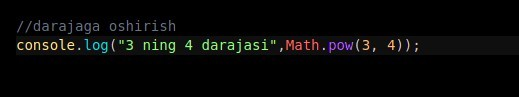 //darajaga oshirish
console.log("3 ning 4 darajasi",Math.pow(3, 4));